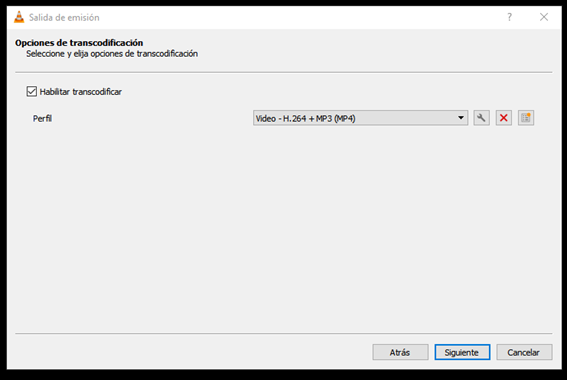 Salida de emisión
Opciones de transcodificación
Seleccione y elija opciones de transcodificación
Habilitar transcodificar
Perfil
Video - H.264 + MP3 (MP4)
Atrás
Siguiente
Cancelar